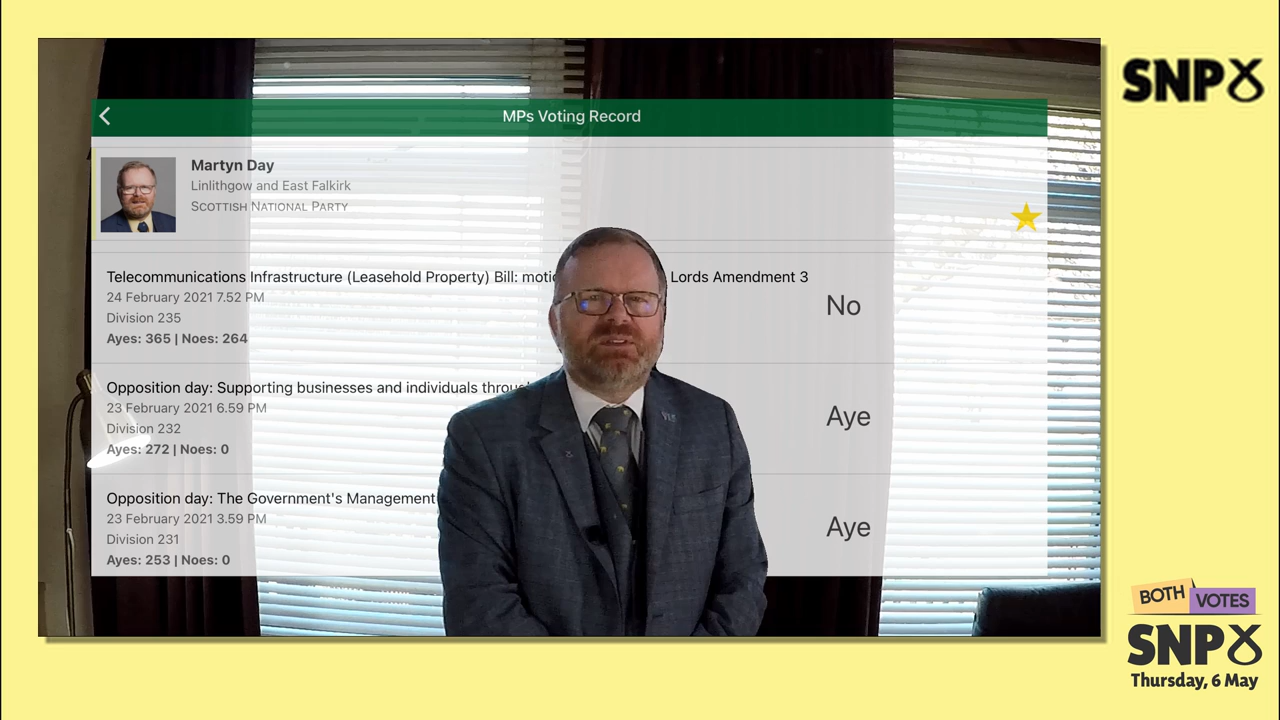 SNP
MPs Voting Record
Martyn Day
Linlithgow and East Falkirk
SCOTTISH NATIONAL PARTY
Telecommunications Infrastructure (Leasehold Property) Bill: Lords Amendment 3
24 February 2021 7.52 PM
Division 235
Ayes: 365 | Noes: 264
No
Opposition day: Supporting businesses and individuals
23 February 2021 6.59 PM
Division 232
Ayes: 272 | Noes: 0
Aye
Opposition day: The Government's Management
23 February 2021 3.59 PM
Division 231
Ayes: 253 | Noes: 0
Aye
BOTH VOTES
SNP
Thursday, 6 May